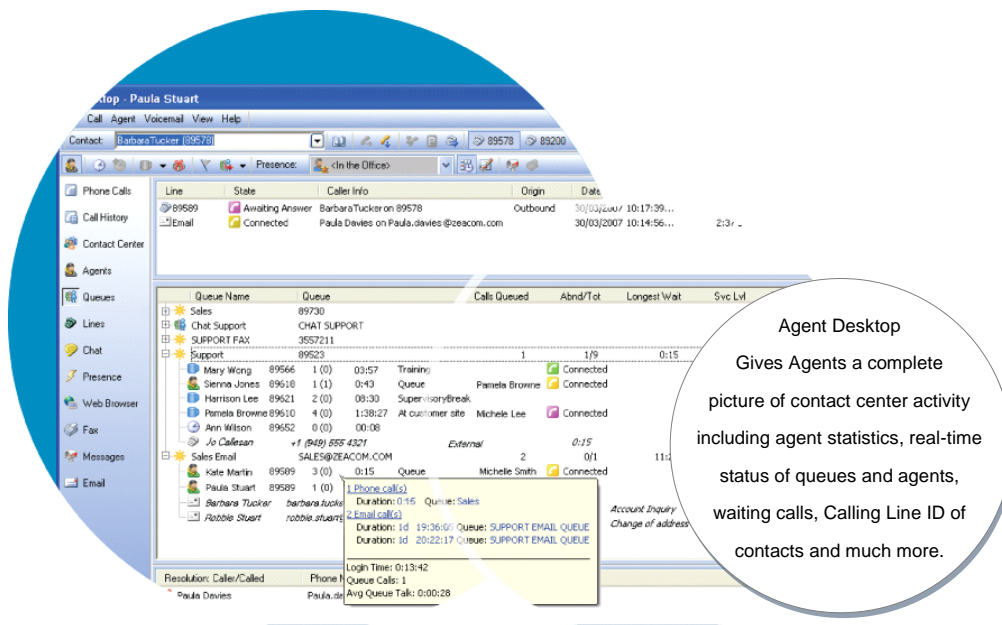 Paula Stuart
Call Agent Voicemail View Help
Contact: BarbaraTucker (89578) 89578 89200
Presence: <In the Office>
Phone Calls
Call History
Contact Center
Agents
Queues
Lines
Chat
Presence
Web Browser
Fax
Messages
Email
Line State Caller Info Origin Date
89589 Awaiting Answer BarbaraTucker on 89578 Outbound 30/03/2007 10:17:39...
Email Connected Paula Davies on Paula.davies@zeacom.com 30/03/2007 10:14:56...
Queue Name Queue Calls Queued Abnd/Tot Longest Wait Svc Lvl
Sales 89730
Chat Support CHAT SUPPORT
SUPPORT FAX 3557211
Support 89523 1 1/9 0:15
Mary Wong 89566 1 (0) 03:57 Training Connected
Sienna Jones 89618 1 (1) 0:43 Queue Pamela Browne Connected
Harrison Lee 89621 2 (0) 08:30 SupervisoryBreak
Pamela Browne 89610 4 (0) 1:38:27 At customer site Michele Lee Connected
Ann Wilson 89652 0 (0) 00:08
Jo Callesan +1 (949) 555 4321 External 0:15
Sales Email SALES@ZEACOM.COM 2 0/1
Kate Martin 89589 3 (0) 0:15 Queue Michelle Smith Connected
Paula Stuart 89589 1 (0)
Barbara Tucker Account Inquiry
Robbie Stuart Change of address
1 Phone call(s)
Duration: 0:15 Queue: Sales
2 Email call(s)
Duration: 1d 19:36:05 Queue: SUPPORT EMAIL QUEUE
Duration: 1d 20:22:17 Queue: SUPPORT EMAIL QUEUE
Login Time: 0:13:42
Queue Calls: 1
Avg Queue Talk: 0:00:28
Resolution: Caller/Called Phone
Paula Davies
Agent Desktop
Gives Agents a complete
picture of contact center activity
including agent statistics, real-time
status of queues and agents,
waiting calls, Calling Line ID of
contacts and much more.